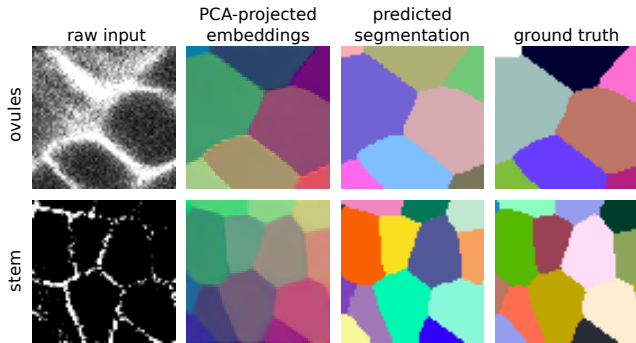 raw input
PCA-projected
embeddings
predicted
segmentation
ground truth
ovules
stem